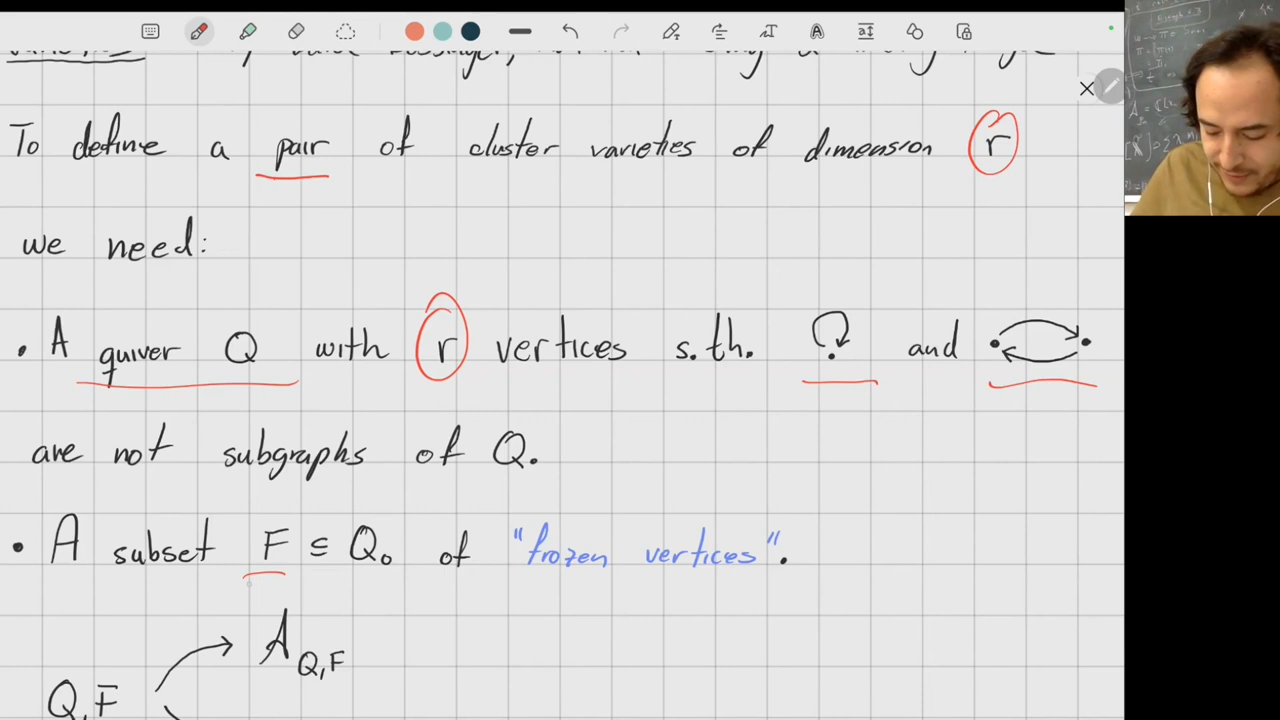 To define a pair of cluster varieties of dimension r
we need:
• A quiver Q with r vertices s.th. and
are not subgraphs of Q.
• A subset F ⊆ Q₀ of "frozen vertices".
A Q,F
Q,F